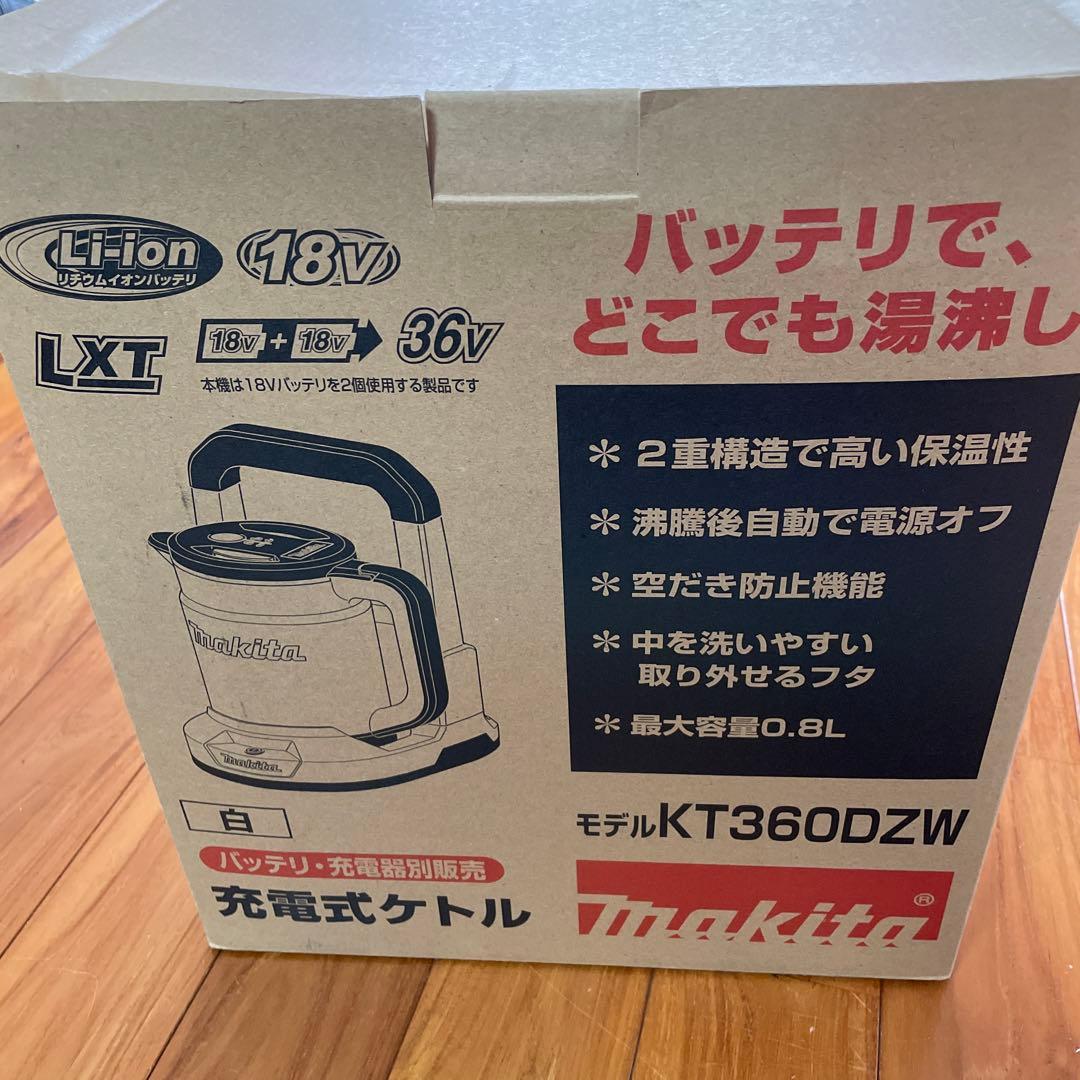 Li-ion
リチウムイオンバッテリ
18V
LXT
18V + 18V 36V
本機は18Vバッテリを2個使用する製品です
バッテリで、
どこでも湯沸し
＊ 2重構造で高い保温性
＊ 沸騰後自動で電源オフ
＊ 空だき防止機能
＊ 中を洗いやすい
取り外せるフタ
＊ 最大容量0.8L
makita
makita
白
バッテリ・充電器別販売
充電式ケトル
モデルKT360DZW
makita®